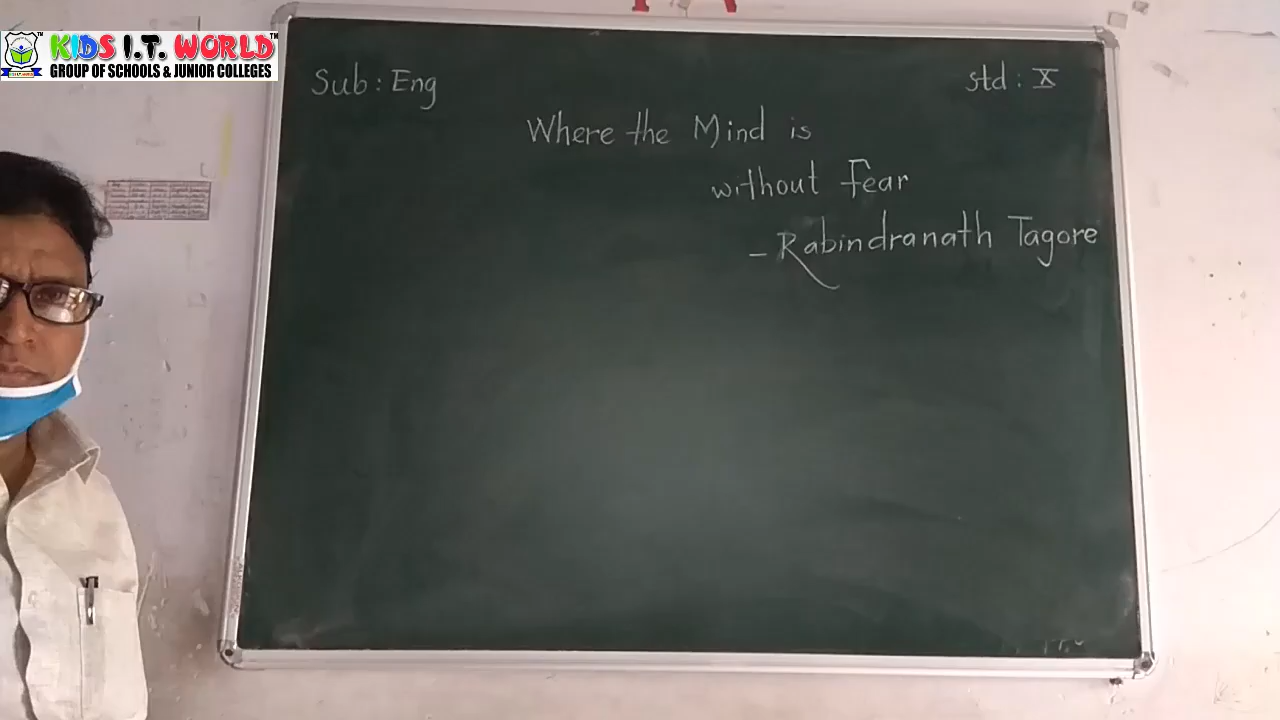 KIDS I.T. WORLD™
GROUP OF SCHOOLS & JUNIOR COLLEGES
Sub : Eng
Std : X
Where the Mind is
without Fear
- Rabindranath Tagore